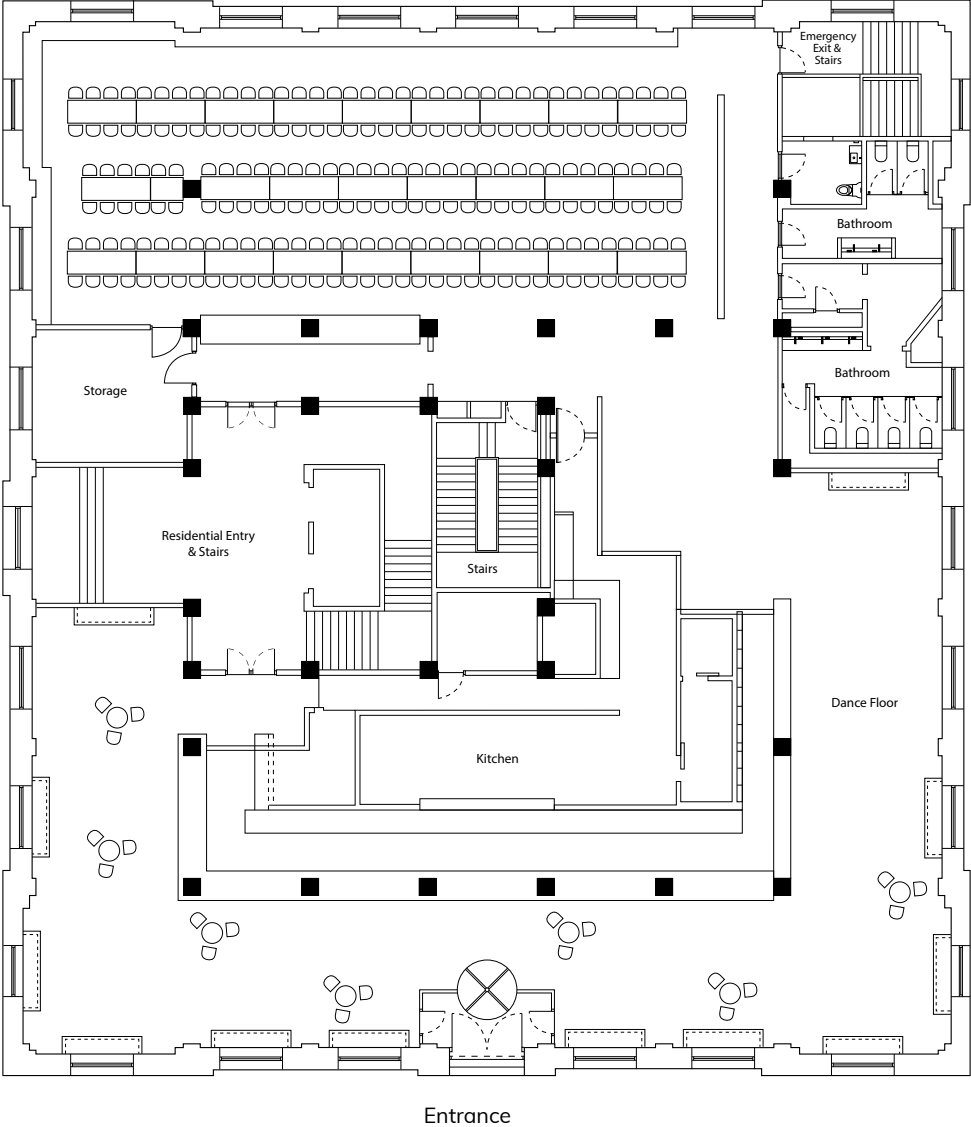 Emergency
Exit &
Stairs
Bathroom
Bathroom
Storage
Residential Entry
& Stairs
Stairs
Dance Floor
Kitchen
Entrance